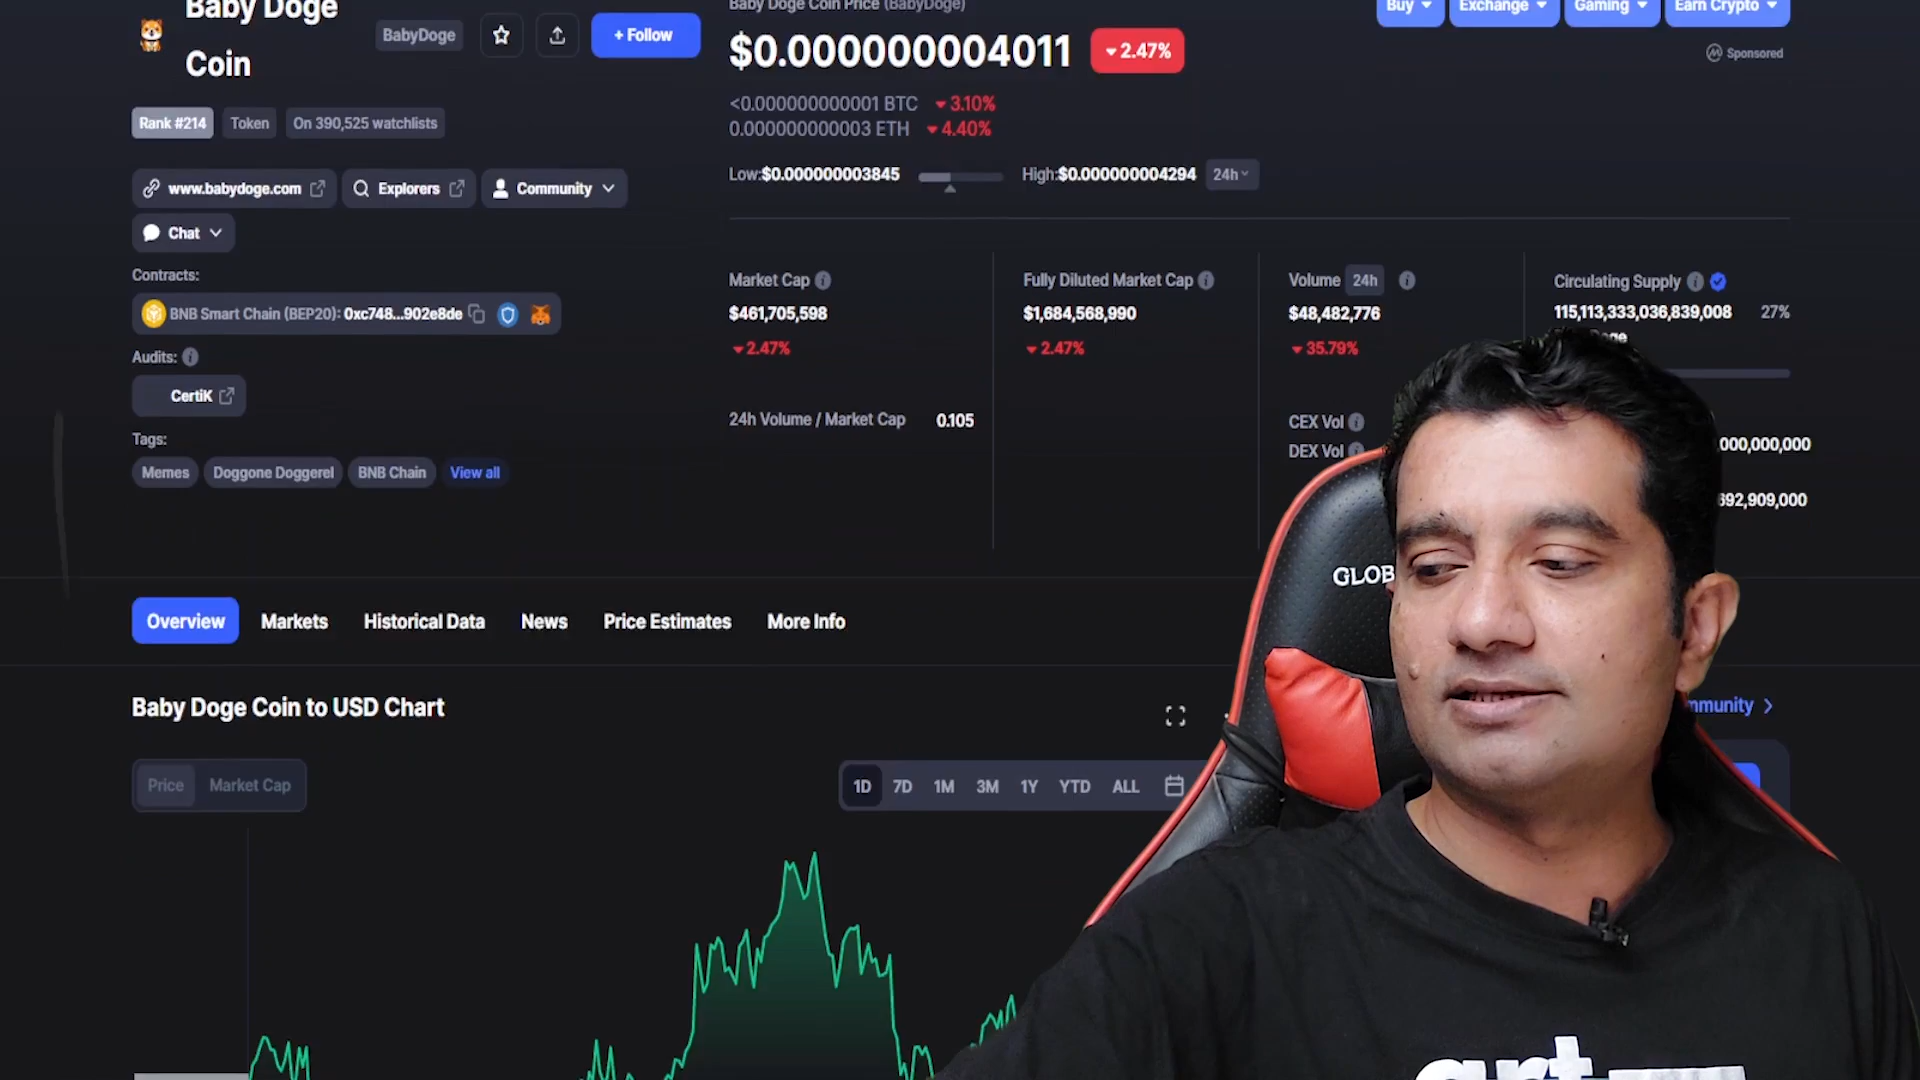 Baby Doge
Coin
BabyDoge
+ Follow
Rank #214
Token
On 390,525 watchlists
www.babydoge.com
Explorers
Community
Chat
Contracts:
BNB Smart Chain (BEP20): 0xc748...902e8de
Audits:
CertiK
Tags:
Memes
Doggone Doggerel
BNB Chain
View all
Baby Doge Coin Price (BabyDoge)
$0.000000004011
2.47%
<0.000000000001 BTC 3.10%
0.000000000003 ETH 4.40%
Low:$0.000000003845
High:$0.000000004294
24h
Buy
Exchange
Gaming
Earn Crypto
Sponsored
Market Cap
$461,705,598
2.47%
24h Volume / Market Cap 0.105
Fully Diluted Market Cap
$1,684,568,990
2.47%
Volume 24h
$48,482,776
35.79%
CEX Vol
DEX Vol
Circulating Supply
115,113,333,036,839,008 27%
000,000,000
692,909,000
Overview
Markets
Historical Data
News
Price Estimates
More Info
Baby Doge Coin to USD Chart
Price
Market Cap
1D 7D 1M 3M 1Y YTD ALL
GLOB
art